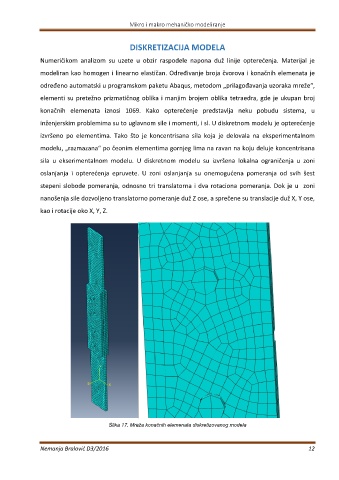 Mikro i makro mehaničko modeliranje
DISKRETIZACIJA MODELA
Numeričikom analizom su uzete u obzir raspodele napona duž linije opterećenja. Materijal je
modeliran kao homogen i linearno elastičan. Određivanje broja čvorova i konačnih elemenata je
određeno automatski u programskom paketu Abaqus, metodom „prilagođavanja uzoraka mreže",
elementi su pretežno prizmatičnog oblika i manjim brojem oblika tetraedra, gde je ukupan broj
konačnih elemenata iznosi 1069. Kako opterećenje predstavlja neku pobudu sistema, u
inženjerskim problemima su to uglavnom sile i momenti, i sl. U diskretnom modelu je opterećenje
izvršeno po elementima. Tako što je koncentrisana sila koja je delovala na eksperimentalnom
modelu, „razmazana" po čeonim elementima gornjeg lima na ravan na koju deluje koncentrisana
sila u ekserimentalnom modelu. U diskretnom modelu su izvršena lokalna ograničenja u zoni
oslanjanja i opterećenja epruvete. U zoni oslanjanja su onemogućena pomeranja od svih šest
stepeni slobode pomeranja, odnosno tri translatorna i dva rotaciona pomeranja. Dok je u zoni
nanošenja sile dozvoljeno translatorno pomeranje duž Z ose, a sprečene su translacije duž X, Y ose,
kao i rotacije oko X, Y, Z.
Slika 17. Mreža konačnih elemenata diskretizovanog modela
Nemanja Bralović D3/2016 12